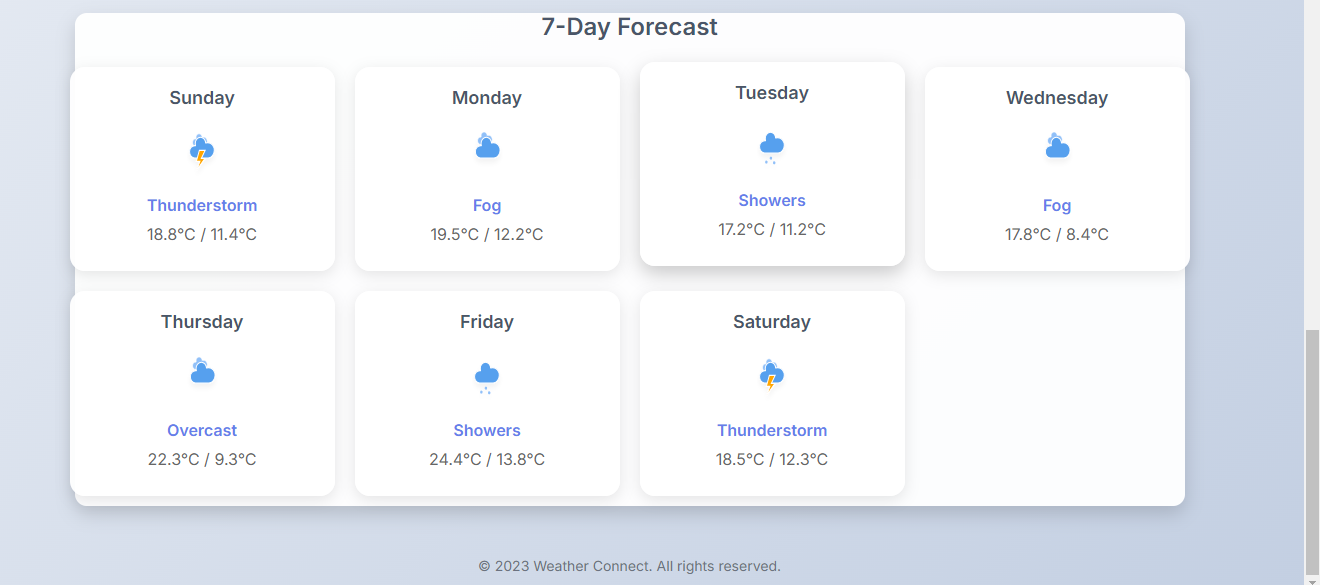 7-Day Forecast
Sunday
Thunderstorm
18.8°C / 11.4°C
Monday
Fog
19.5°C / 12.2°C
Tuesday
Showers
17.2°C / 11.2°C
Wednesday
Fog
17.8°C / 8.4°C
Thursday
Overcast
22.3°C / 9.3°C
Friday
Showers
24.4°C / 13.8°C
Saturday
Thunderstorm
18.5°C / 12.3°C
© 2023 Weather Connect. All rights reserved.